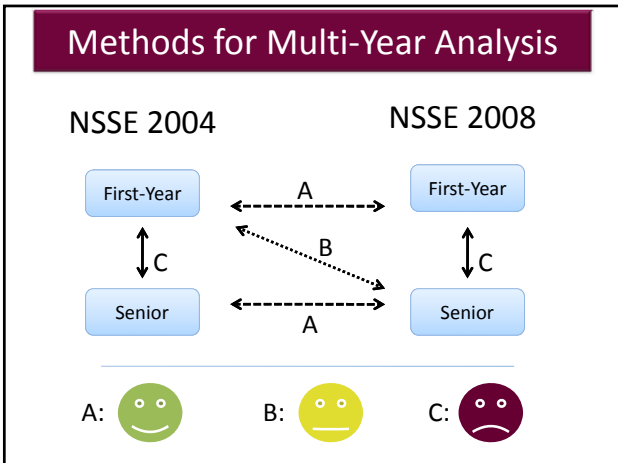 Methods for Multi-Year Analysis
NSSE 2004
NSSE 2008
First-Year
A
First-Year
B
C
C
Senior
A
Senior
A:
B:
C: